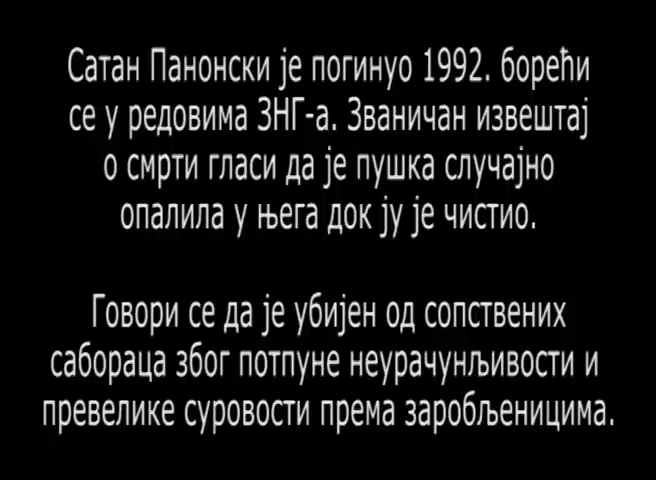 Сатан Панонски је погинуо 1992. борећи
се у редовима ЗНГ-а. Званичан извештај
о смрти гласи да је пушка случајно
опалила у њега док ју је чистио.
Говори се да је убијен од сопствених
сабораца због потпуне неурачунљивости и
превелике суровости према заробљеницима.